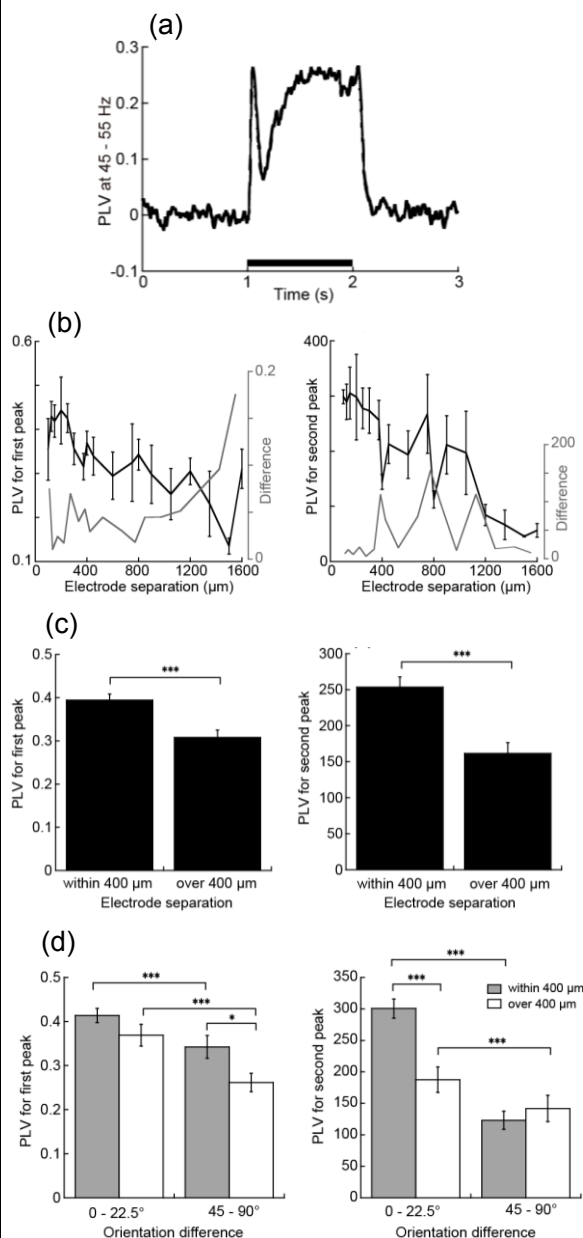 (a)
PLV at 45 - 55 Hz
0.3
0.2
0.1
0
-0.1
0 1 2 3
Time (s)
(b)
PLV for first peak
0.6
0.1
0.2
0
Difference
0 400 800 1200 1600
Electrode separation (µm)
PLV for second peak
400
0
200
0
Difference
0 400 800 1200 1600
Electrode separation (µm)
(c)
PLV for first peak
0.5
0.4
0.3
0.2
0.1
0
***
within 400 µm over 400 µm
Electrode separation
PLV for second peak
300
250
200
150
100
50
0
***
within 400 µm over 400 µm
Electrode separation
(d)
PLV for first peak
0.5
0.4
0.3
0.2
0.1
0
***
***
*
0 - 22.5° 45 - 90°
Orientation difference
PLV for second peak
350
300
250
200
150
100
50
0
***
***
***
within 400 µm
over 400 µm
0 - 22.5° 45 - 90°
Orientation difference